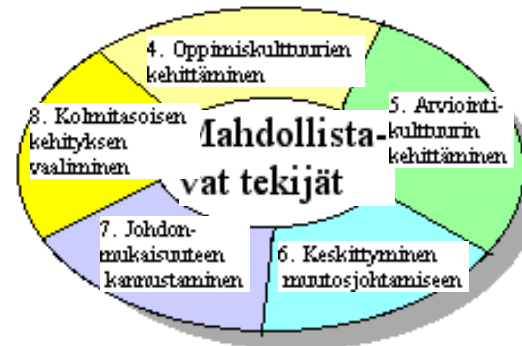 4. Oppimiskulttuurien
kehittäminen
5. Arviointi-
kulttuurin
kehittäminen
6. Keskittyminen
muutosjohtamiseen
7. Johdon-
mukaisuuteen
kannustaminen
8. Kolmitasoisen
kehityksen
vaaliminen
Mahdollista-
vat tekijät